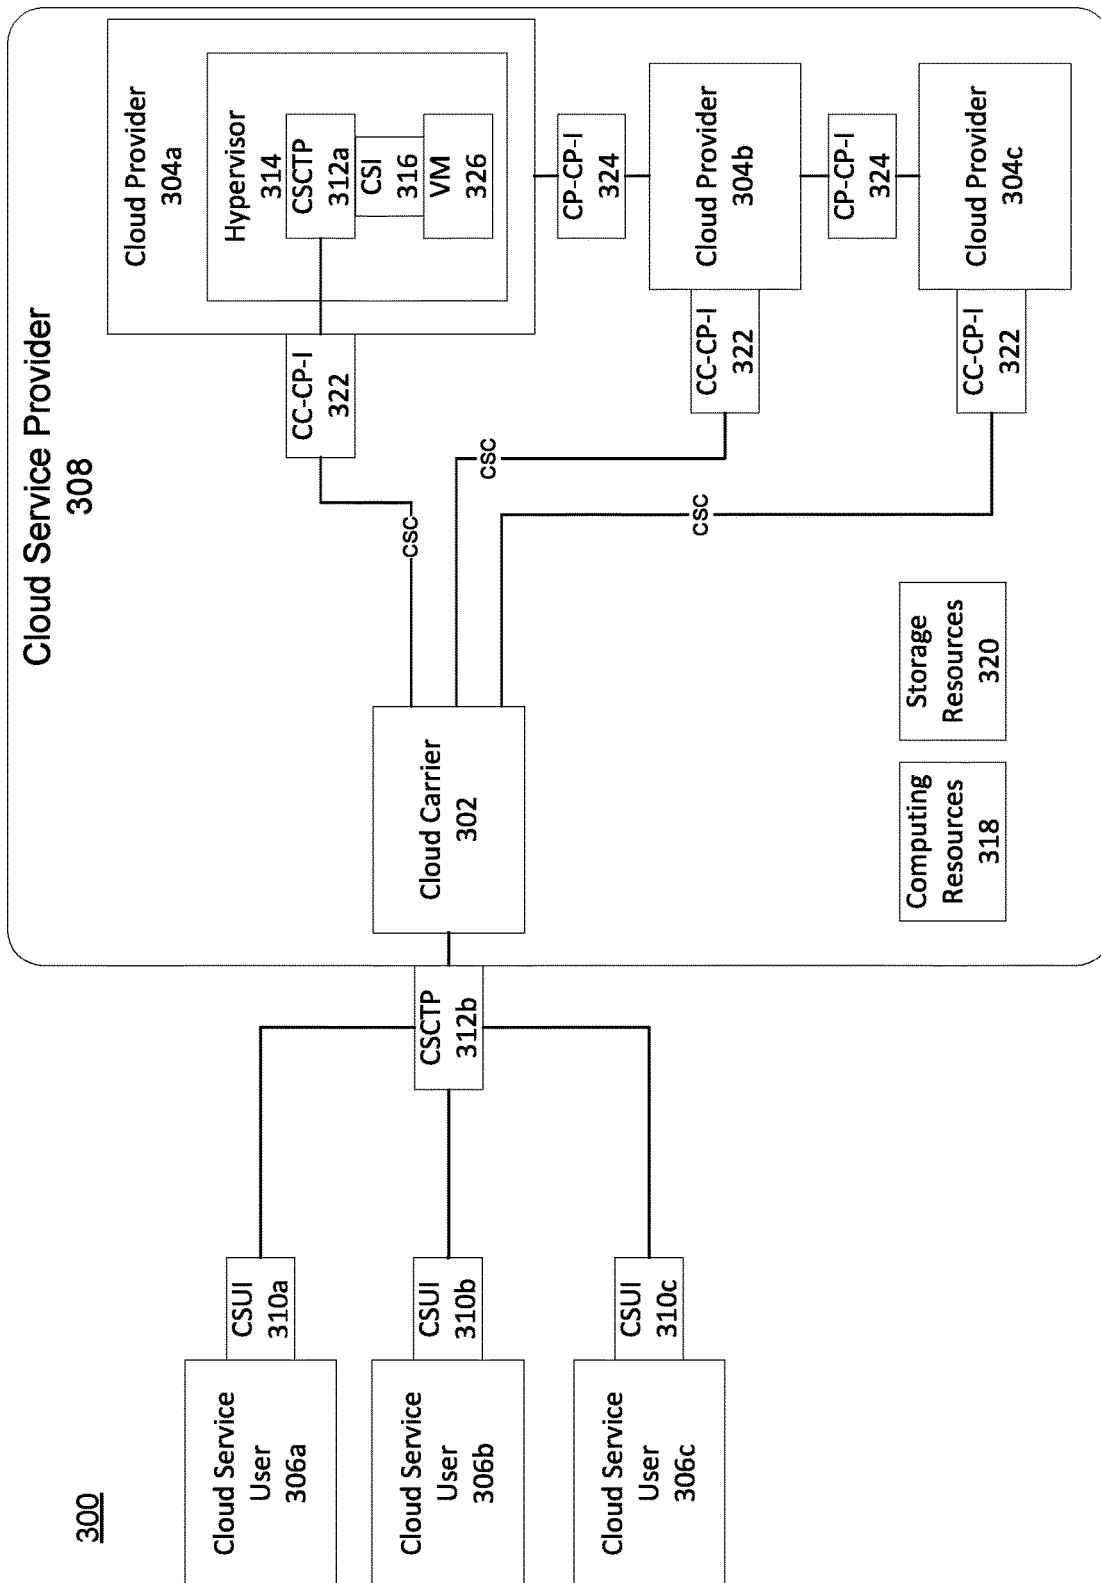 300
Cloud Service Provider
308
Cloud Service
User
306a
CSUI
310a
Cloud Service
User
306b
CSUI
310b
Cloud Service
User
306c
CSUI
310c
CSCTP
312b
Cloud Carrier
302
Computing
Resources
318
Storage
Resources
320
CSC
CSC
CSC
CC-CP-I
322
CC-CP-I
322
CC-CP-I
322
Cloud Provider
304a
Hypervisor
314
CSCTP
312a
CSI
316
VM
326
CP-CP-I
324
Cloud Provider
304b
CP-CP-I
324
Cloud Provider
304c